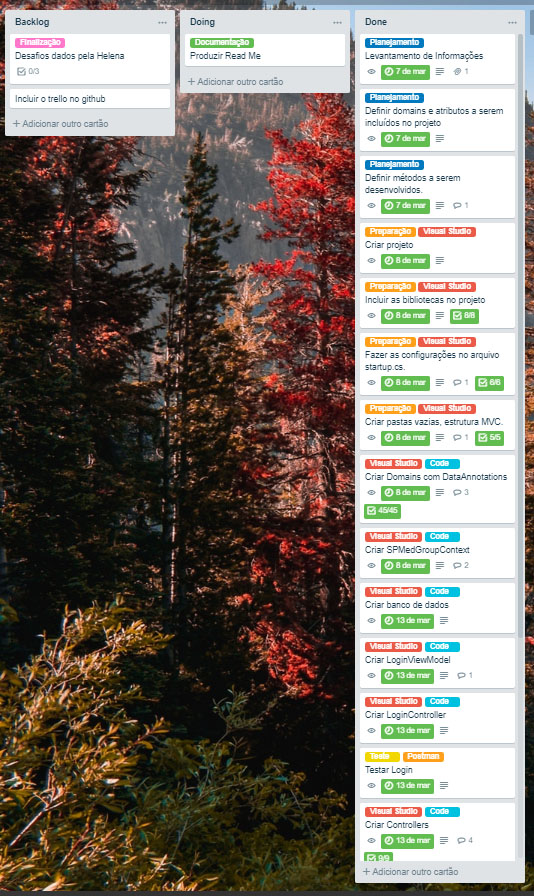 Backlog
Finalização
Desafios dados pela Helena
0/3
Incluir o trello no github
+ Adicionar outro cartão
Doing
Documentação
Produzir Read Me
+ Adicionar outro cartão
Done
Planejamento
Levantamento de Informações
7 de mar 1
Planejamento
Definir domains e atributos a serem
incluídos no projeto
7 de mar
Planejamento
Definir métodos a serem
desenvolvidos.
7 de mar 1
Preparação Visual Studio
Criar projeto
8 de mar
Preparação Visual Studio
Incluir as bibliotecas no projeto
8 de mar 8/8
Preparação Visual Studio
Fazer as configurações no arquivo
startup.cs.
8 de mar 1 6/6
Preparação Visual Studio
Criar pastas vazias, estrutura MVC.
8 de mar 1 5/5
Visual Studio Code
Criar Domains com DataAnnotations
8 de mar 3
45/45
Visual Studio Code
Criar SPMedGroupContext
8 de mar 2
Visual Studio Code
Criar banco de dados
13 de mar
Visual Studio Code
Criar LoginViewModel
13 de mar 1
Visual Studio Code
Criar LoginController
13 de mar
Teste Postman
Testar Login
13 de mar
Visual Studio Code
Criar Controllers
13 de mar 4
9/9
+ Adicionar outro cartão